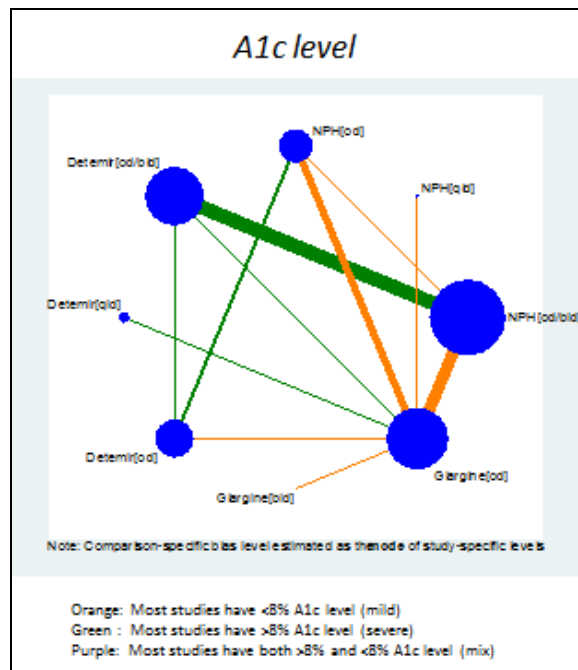 A1c level
NPH[od]
Detemir[od/bid]
NPH[qid]
Detemir[qid]
NPH[od/bid]
Detemir[od]
Glargine[od]
Glargine[bid]
Note: Comparison-specific bias level estimated as the mode of study-specific levels
Orange: Most studies have <8% A1c level (mild)
Green : Most studies have >8% A1c level (severe)
Purple: Most studies have both >8% and <8% A1c level (mix)